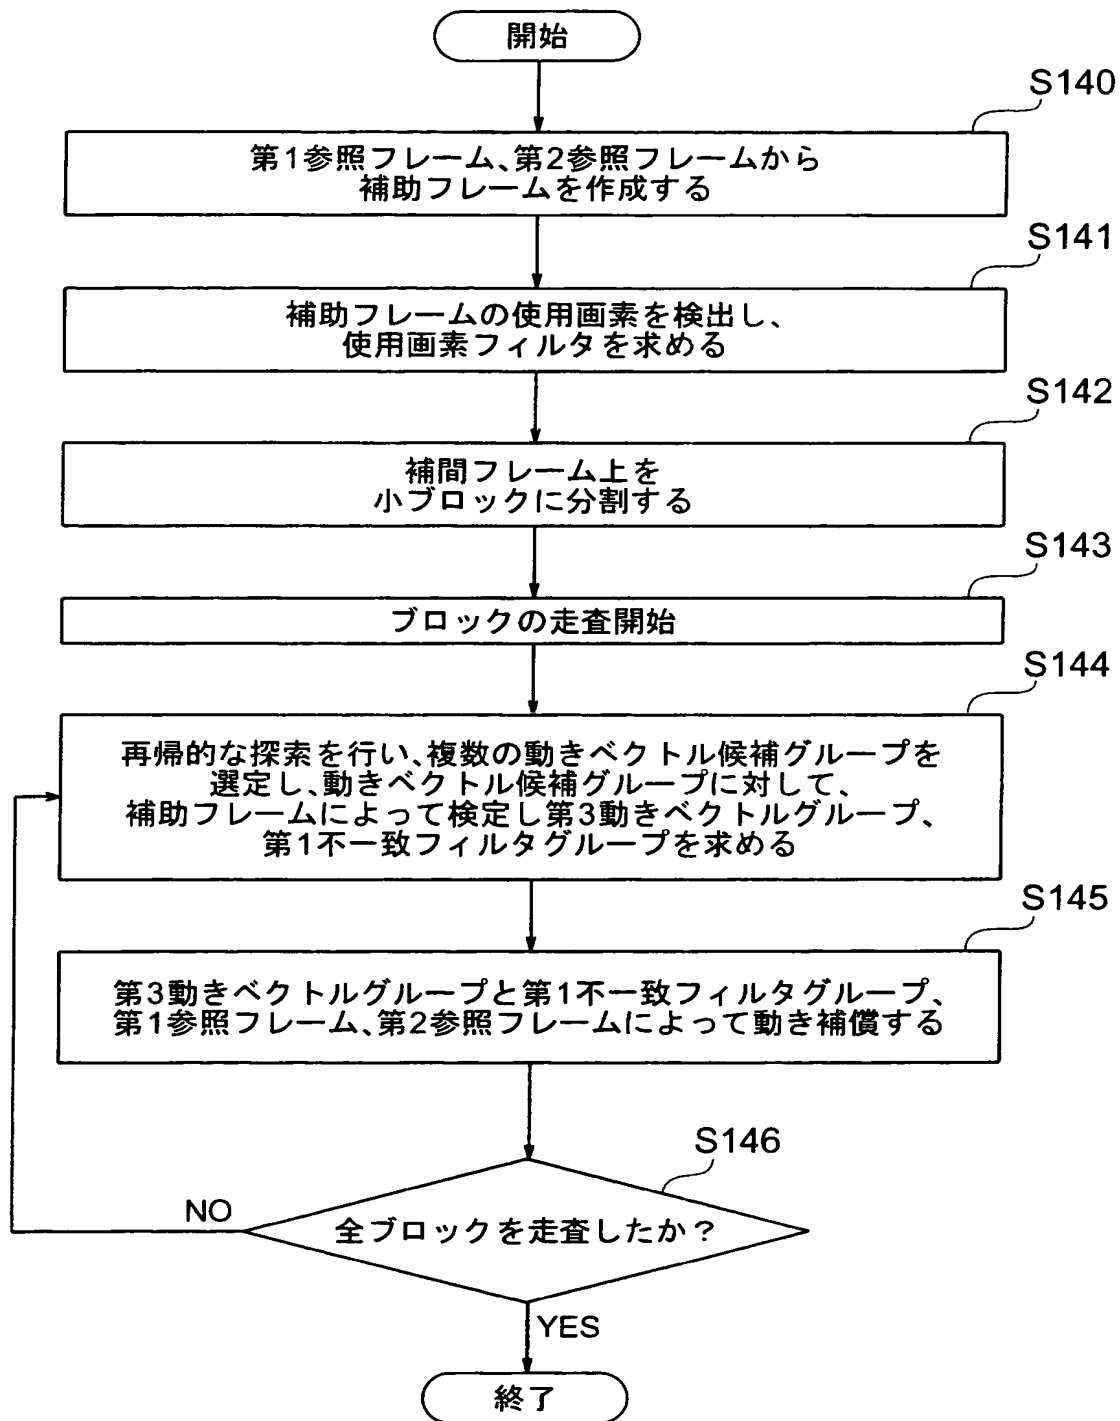 開始
S140
第1参照フレーム、第2参照フレームから
補助フレームを作成する
S141
補助フレームの使用画素を検出し、
使用画素フィルタを求める
S142
補間フレーム上を
小ブロックに分割する
S143
ブロックの走査開始
S144
再帰的な探索を行い、複数の動きベクトル候補グループを
選定し、動きベクトル候補グループに対して、
補助フレームによって検定し第3動きベクトルグループ、
第1不一致フィルタグループを求める
S145
第3動きベクトルグループと第1不一致フィルタグループ、
第1参照フレーム、第2参照フレームによって動き補償する
S146
全ブロックを走査したか？
NO
YES
終了